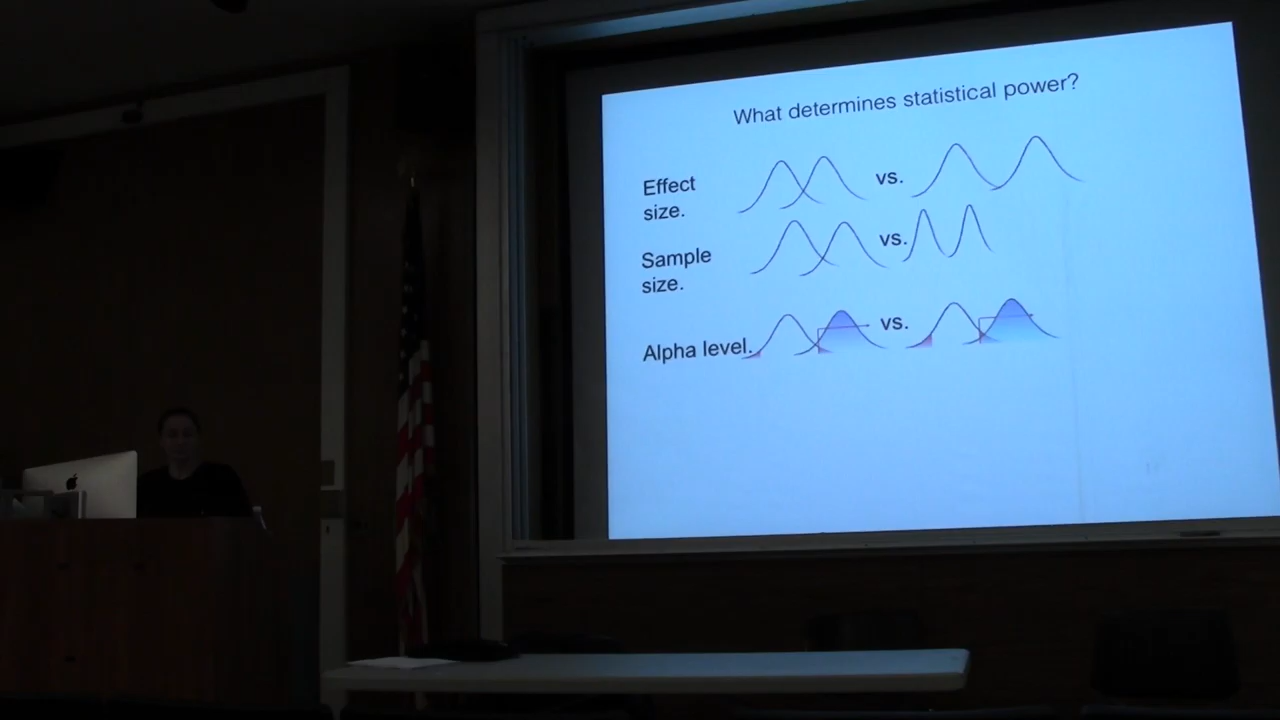 What determines statistical power?
Effect
size.
vs.
Sample
size.
vs.
Alpha level.
vs.